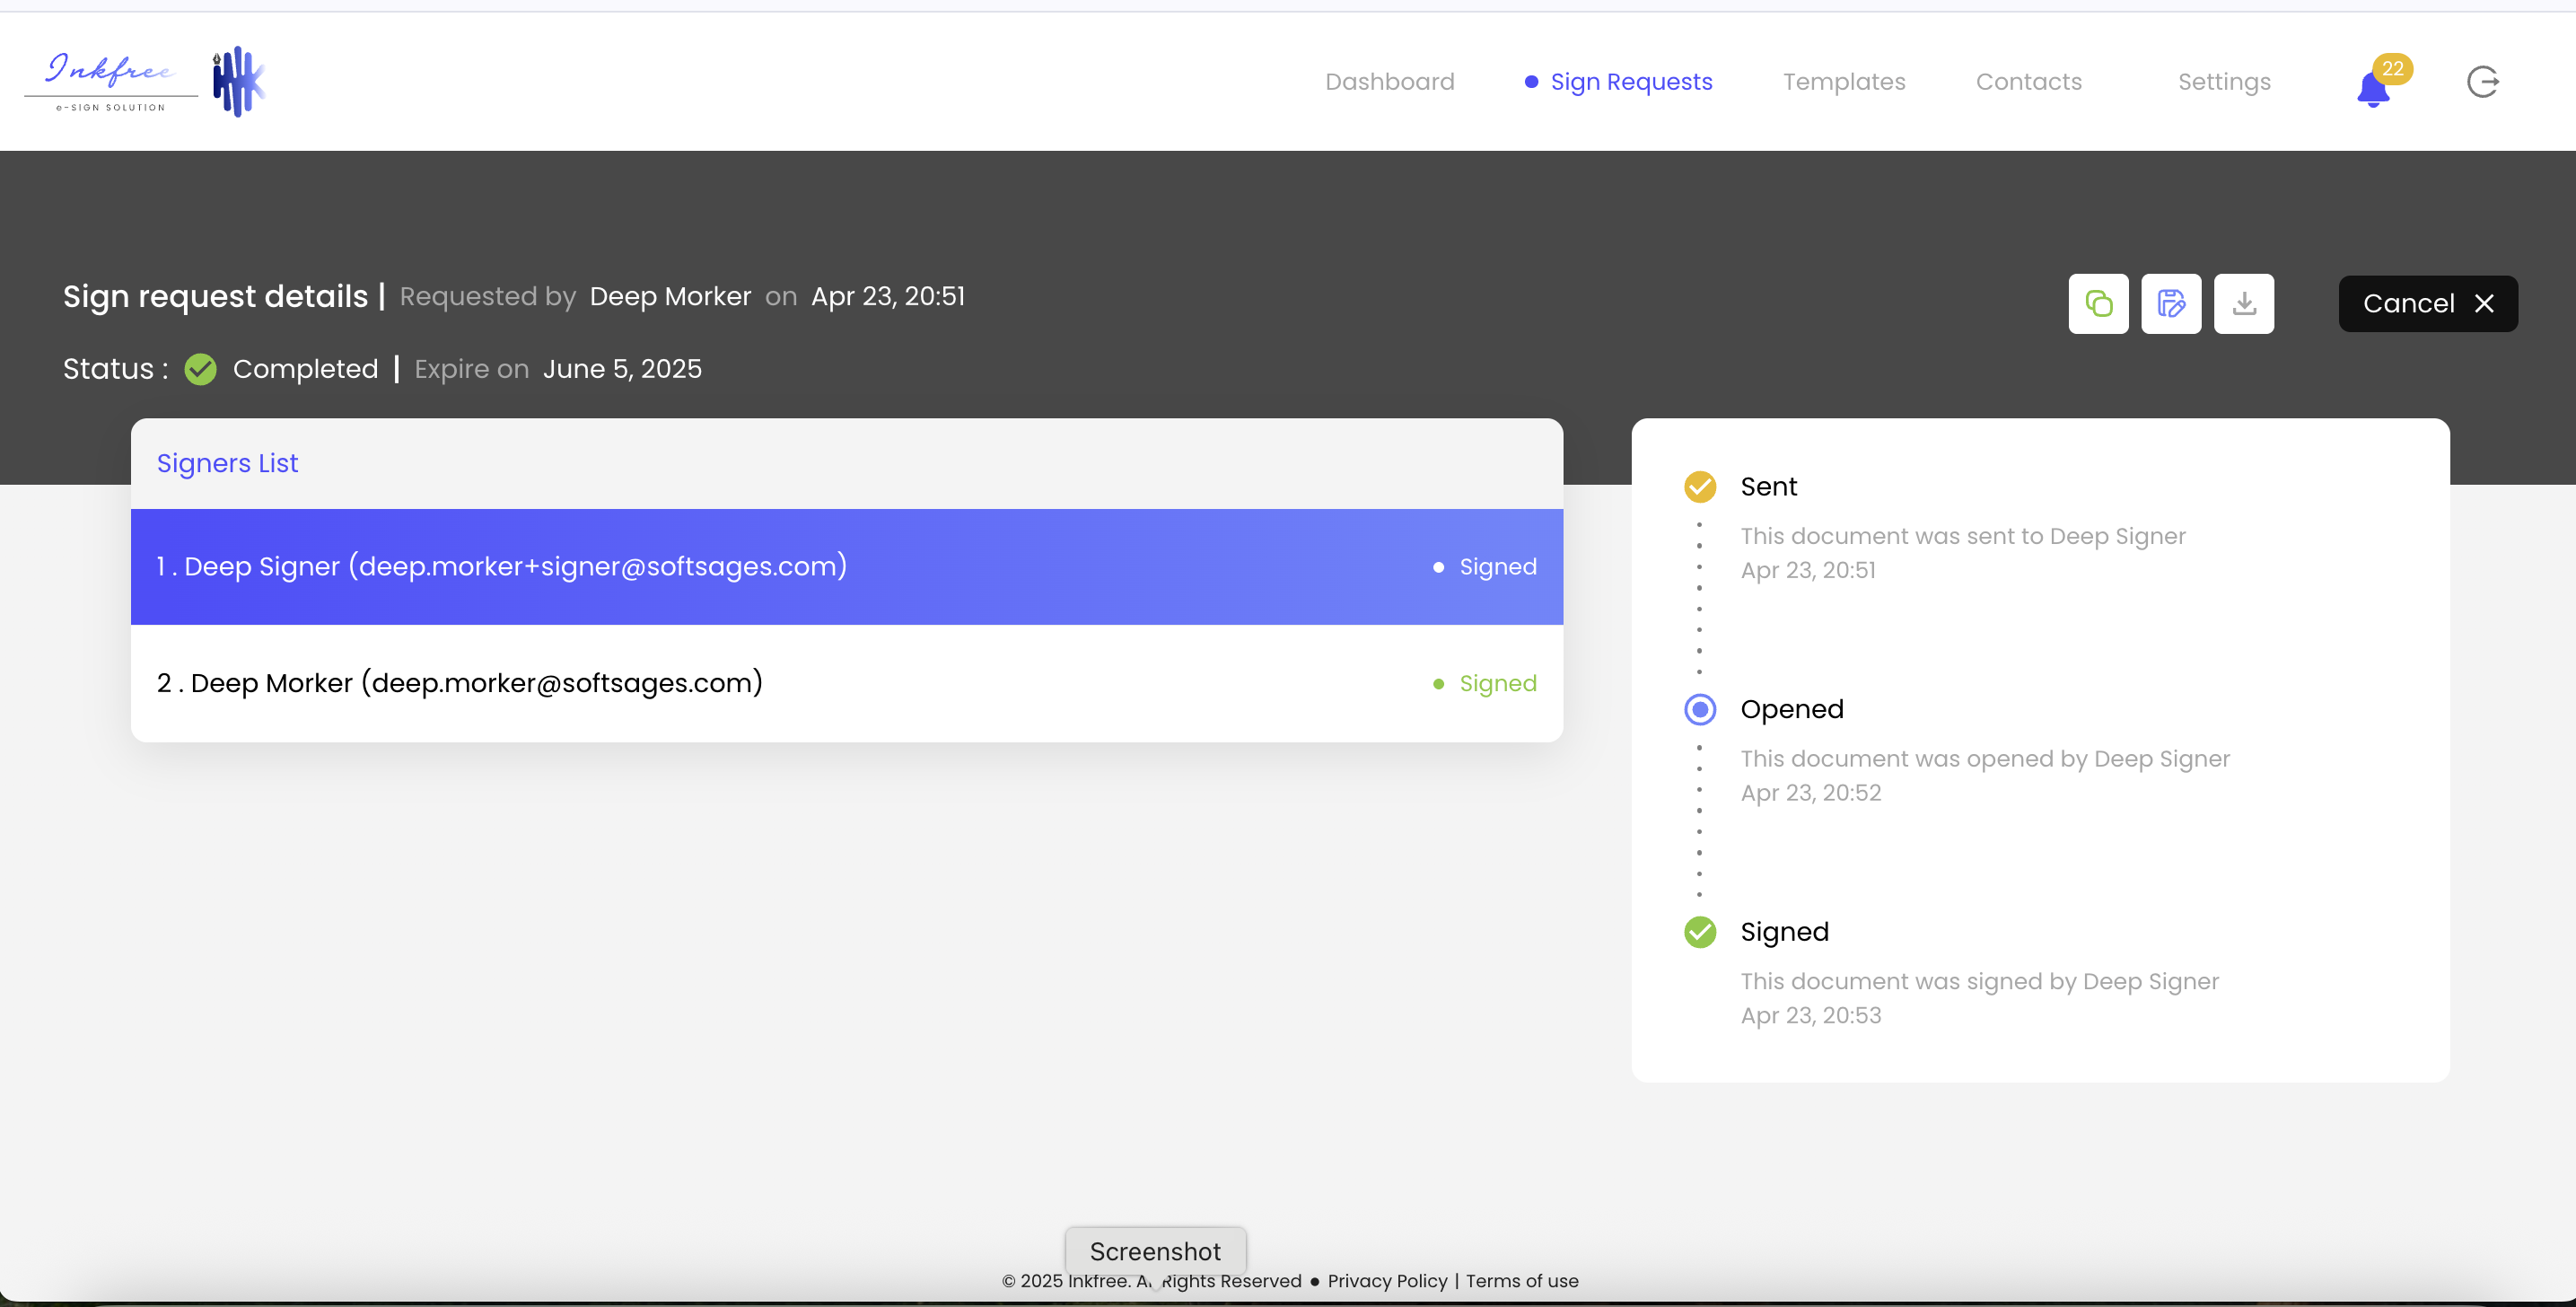 Inkfree
e-SIGN SOLUTION
Dashboard
Sign Requests
Templates
Contacts
Settings
22
Sign request details | Requested by Deep Morker on Apr 23, 20:51
Cancel
Status : Completed | Expire on June 5, 2025
Signers List
1 . Deep Signer (deep.morker+signer@softsages.com) Signed
2 . Deep Morker (deep.morker@softsages.com) Signed
Sent
This document was sent to Deep Signer
Apr 23, 20:51
Opened
This document was opened by Deep Signer
Apr 23, 20:52
Signed
This document was signed by Deep Signer
Apr 23, 20:53
Screenshot
© 2025 Inkfree. Rights Reserved • Privacy Policy | Terms of use